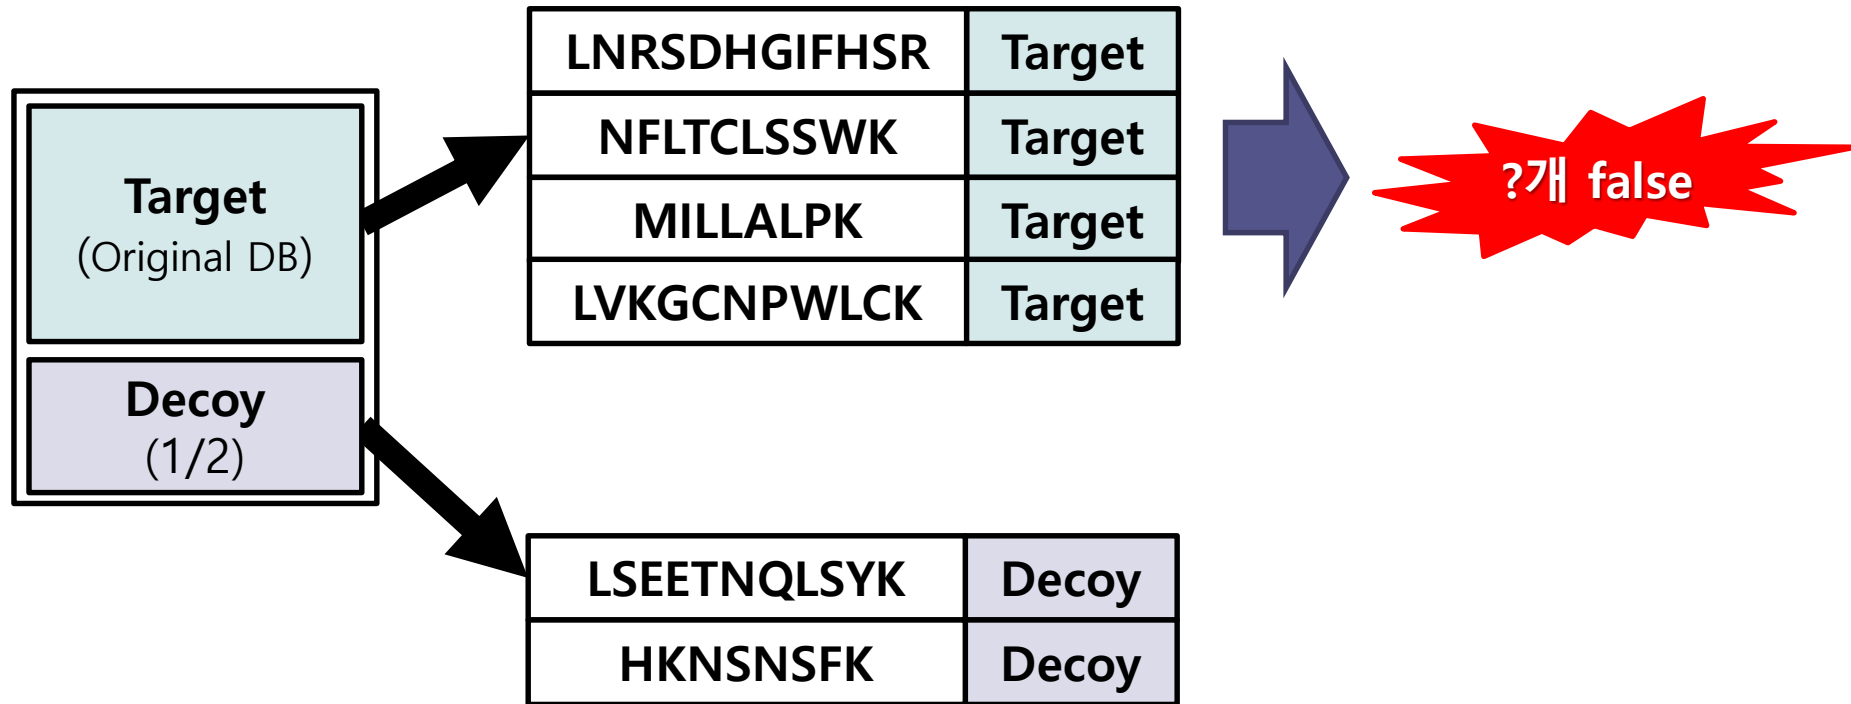 Target
(Original DB)
Decoy
(1/2)
LNRSDHGIFHSR Target
NFLTCLSSWK Target
MILLALPK Target
LVKGCNPWLCK Target
?개 false
LSEETNQLSYK Decoy
HKNSNSFK Decoy